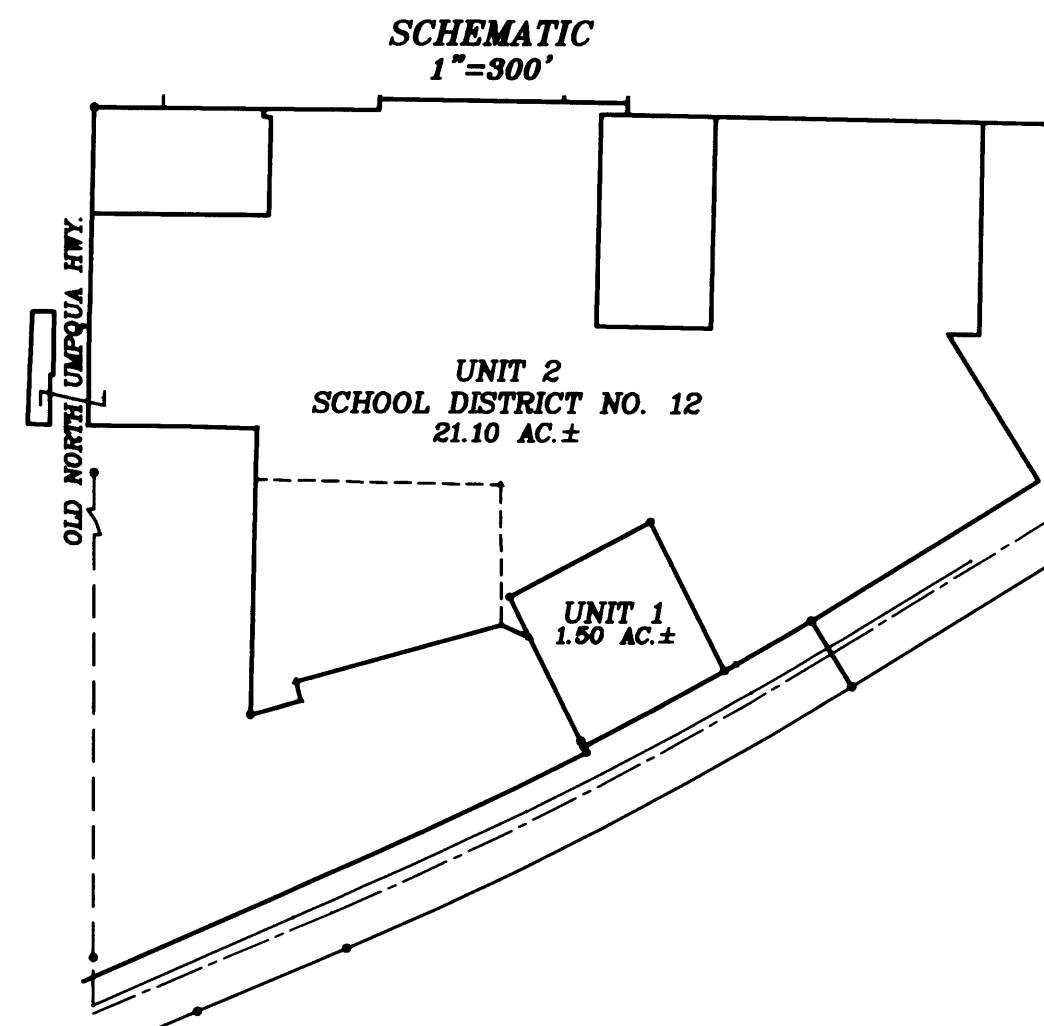 SCHEMATIC
1"=300'
OLD NORTH UMPQUA HWY.
UNIT 2
SCHOOL DISTRICT NO. 12
21.10 AC.±
UNIT 1
1.50 AC.±